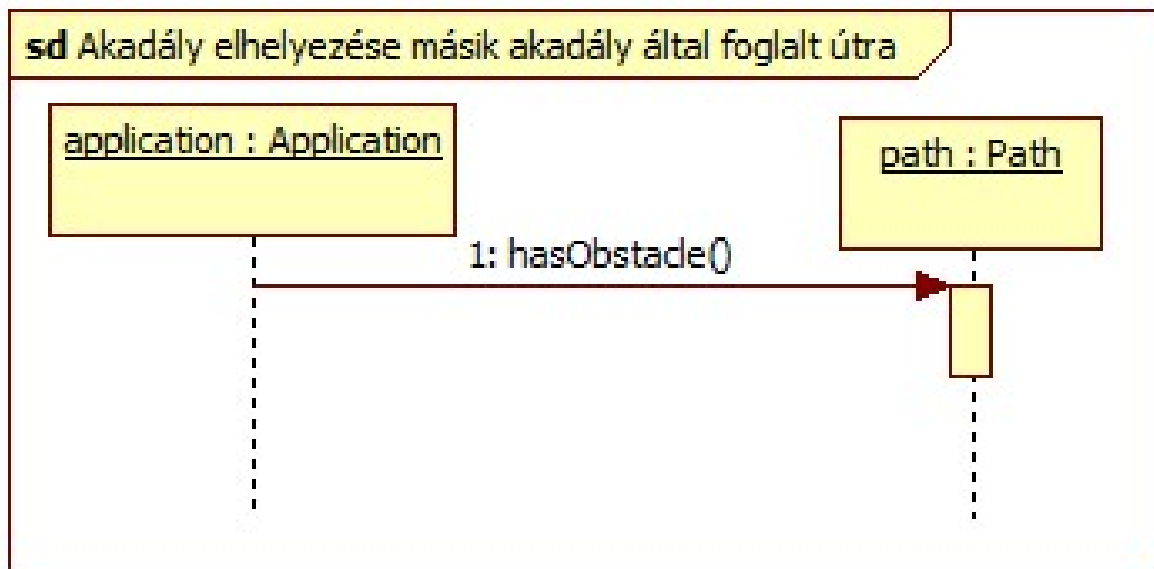 sd Akadály elhelyezése másik akadály által foglalt útra
application : Application
path : Path
1: hasObstacle()